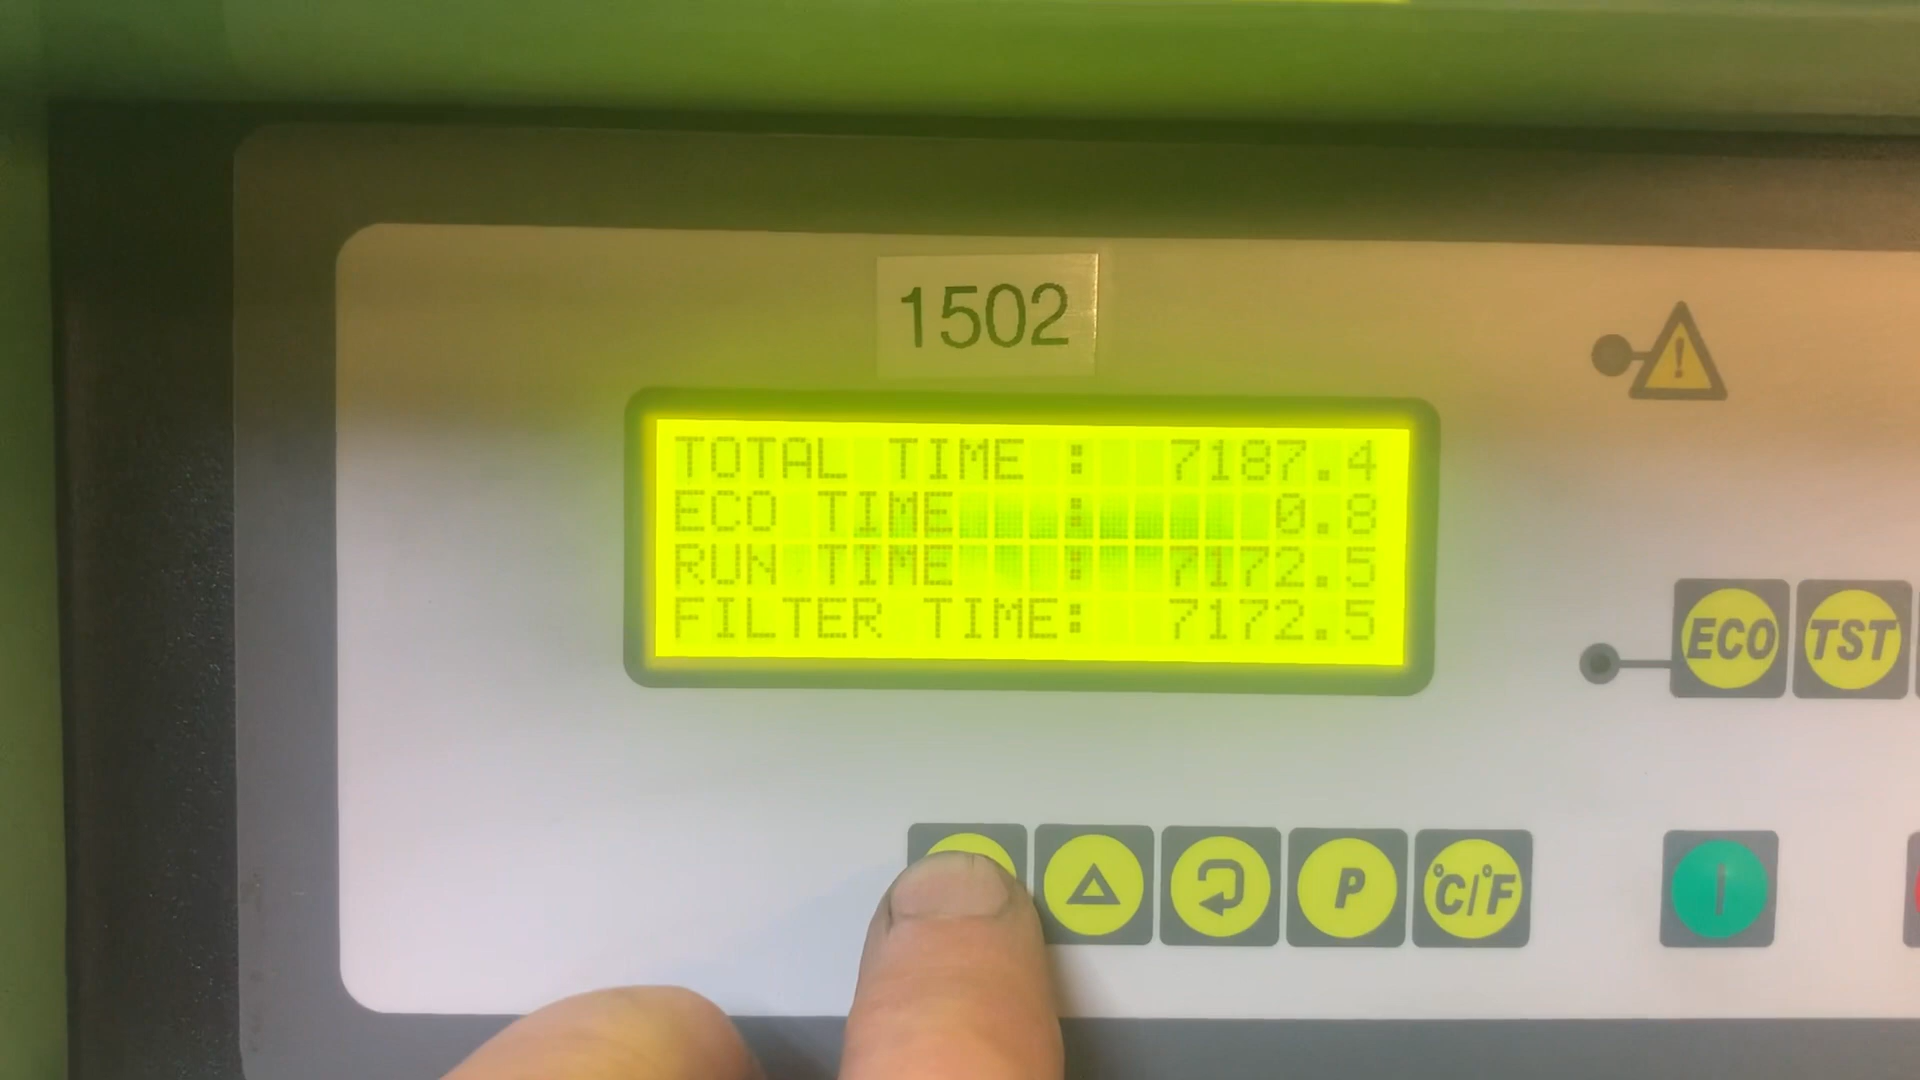 1502
TOTAL TIME : 7187.4
ECO TIME : 0.8
RUN TIME : 7172.5
FILTER TIME: 7172.5
ECO TST
P °C/°F